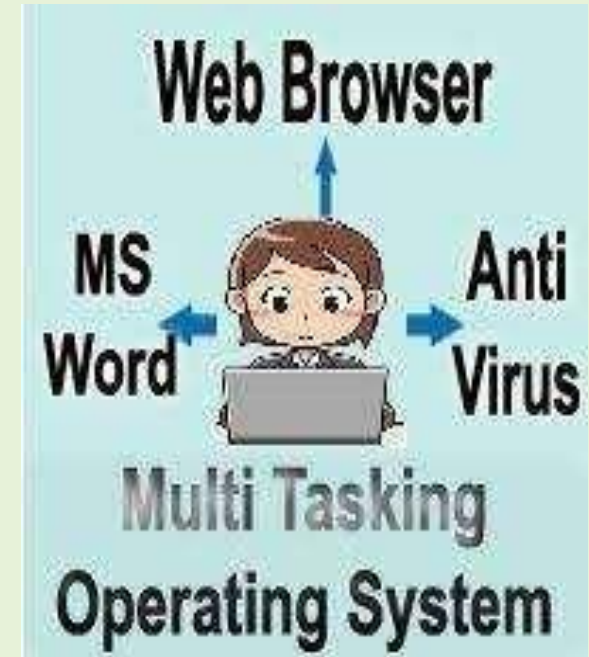 Web Browser
MS
Word
Anti
Virus
Multi Tasking
Operating System